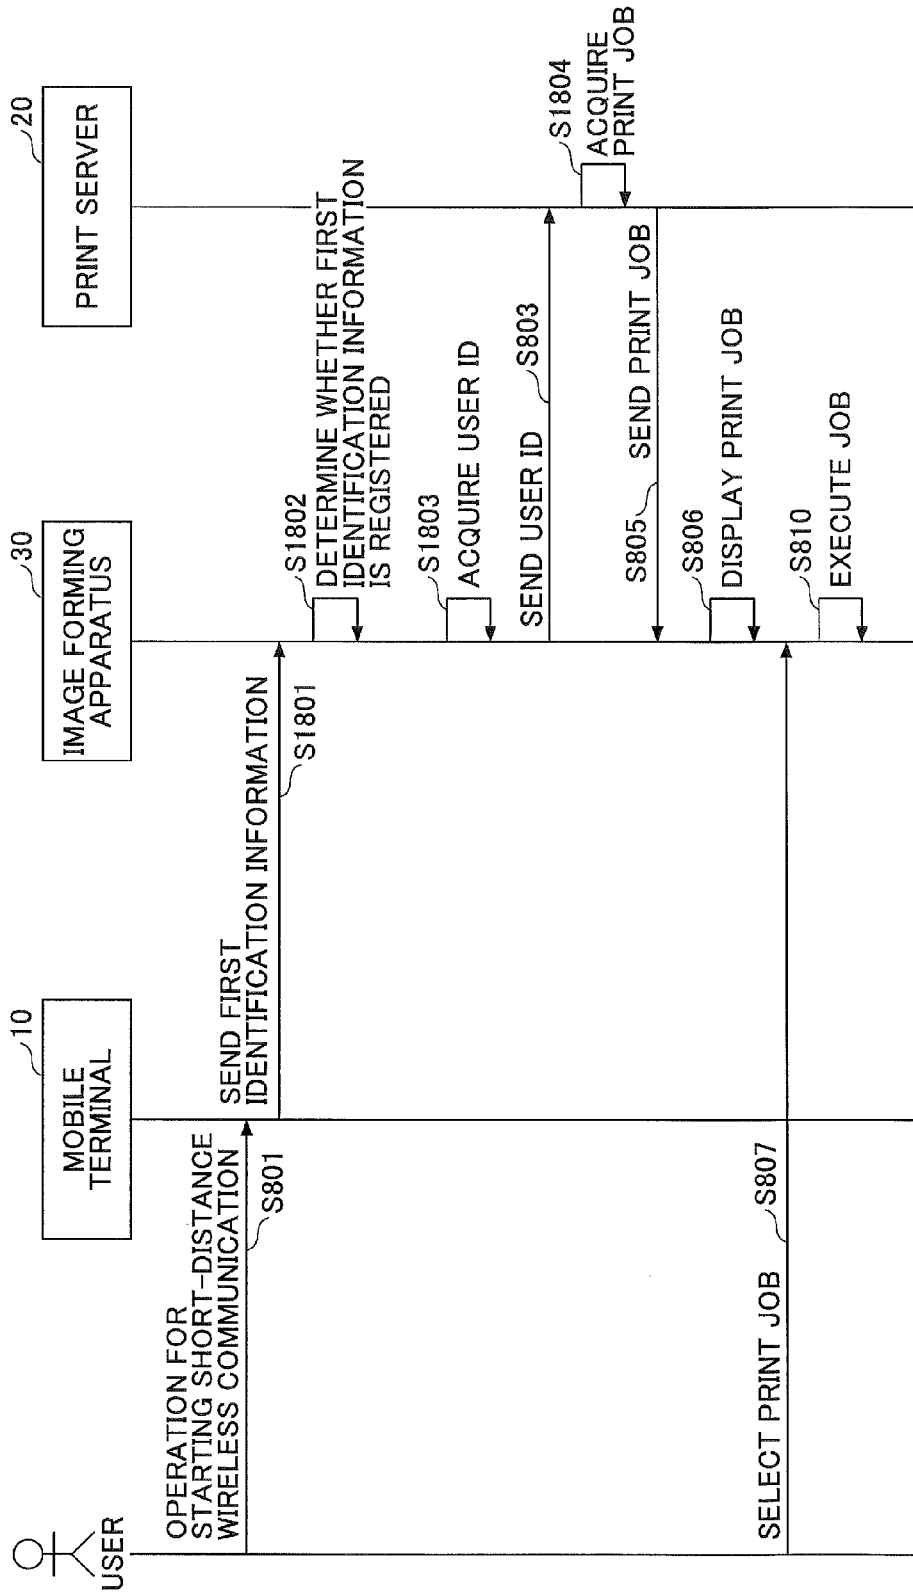 USER
10
MOBILE
TERMINAL
30
IMAGE FORMING
APPARATUS
20
PRINT SERVER
OPERATION FOR
STARTING SHORT-DISTANCE
WIRELESS COMMUNICATION
S801
SEND FIRST
IDENTIFICATION INFORMATION
S1801
S1802
DETERMINE WHETHER FIRST
IDENTIFICATION INFORMATION
IS REGISTERED
S1803
ACQUIRE USER ID
SEND USER ID
S803
S1804
ACQUIRE
PRINT JOB
S805
SEND PRINT JOB
S806
DISPLAY PRINT JOB
SELECT PRINT JOB
S807
S810
EXECUTE JOB